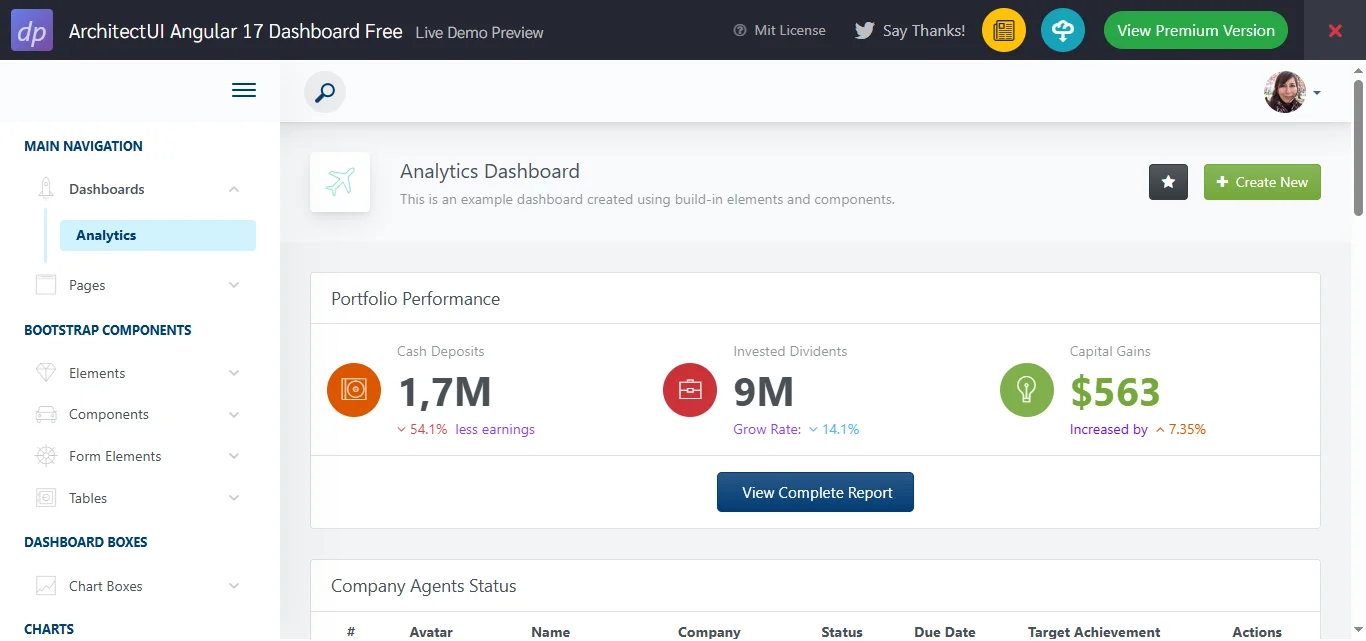 dp ArchitectUI Angular 17 Dashboard Free Live Demo Preview Mit License Say Thanks! View Premium Version
MAIN NAVIGATION
Dashboards
Analytics
Pages
BOOTSTRAP COMPONENTS
Elements
Components
Form Elements
Tables
DASHBOARD BOXES
Chart Boxes
CHARTS
Analytics Dashboard
This is an example dashboard created using build-in elements and components.
Create New
Portfolio Performance
Cash Deposits
1,7M
54.1% less earnings
Invested Dividents
9M
Grow Rate: 14.1%
Capital Gains
$563
Increased by 7.35%
View Complete Report
Company Agents Status
# Avatar Name Company Status Due Date Target Achievement Actions